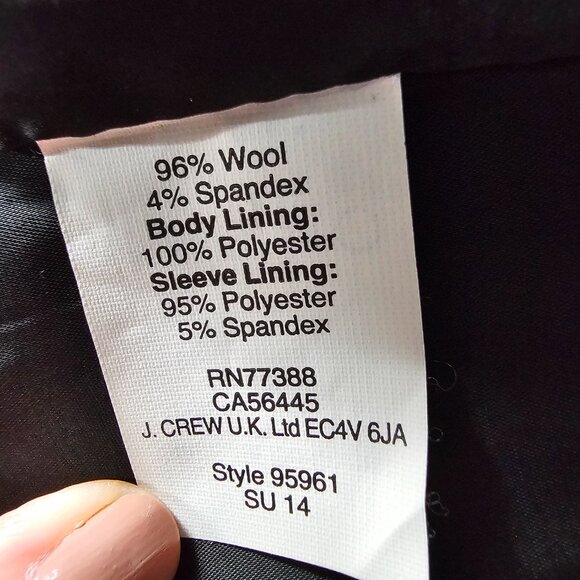 96% Wool
4% Spandex
Body Lining:
100% Polyester
Sleeve Lining:
95% Polyester
5% Spandex
RN77388
CA56445
J. CREW U.K. Ltd EC4V 6JA
Style 95961
SU 14